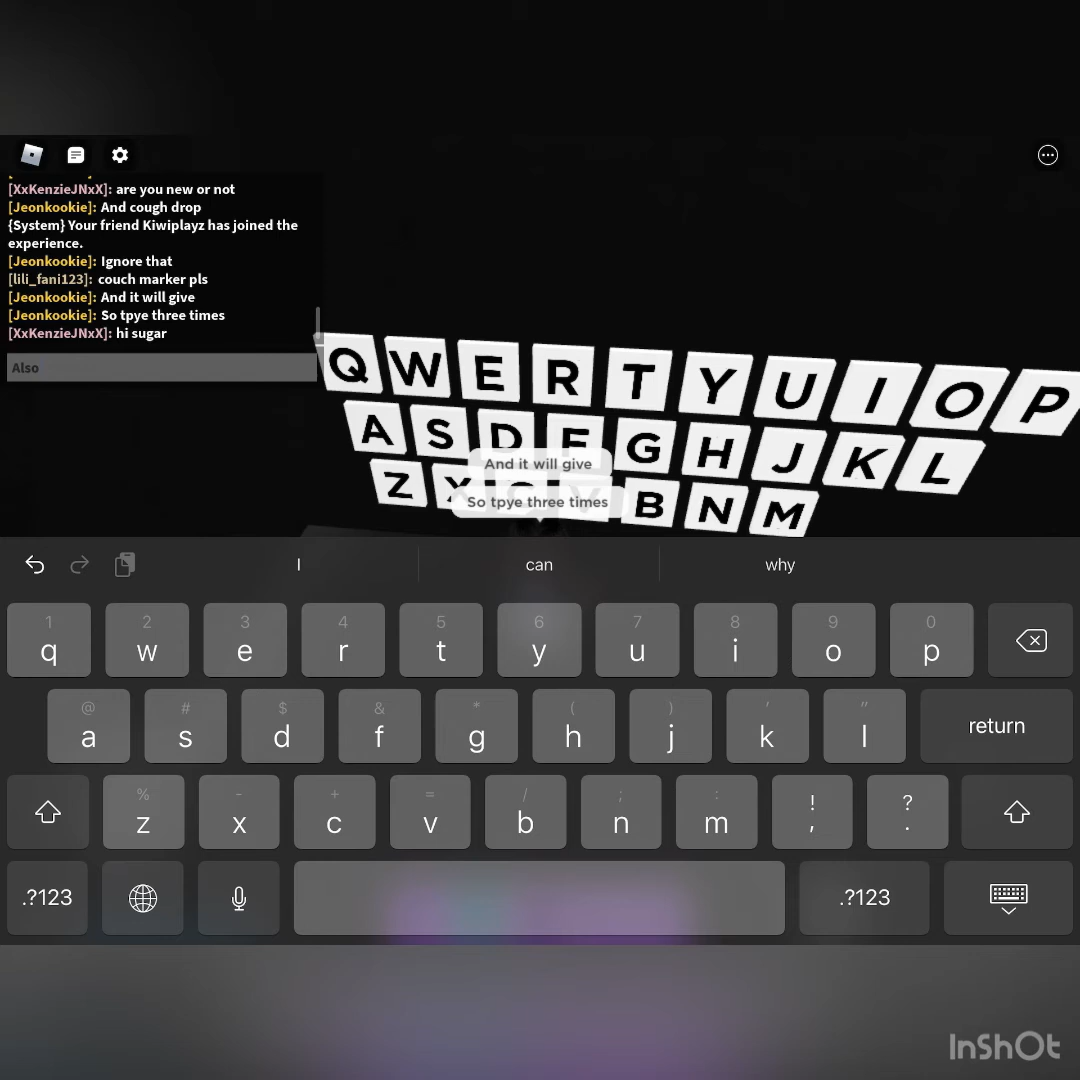 [XxKenzieJNxX]: are you new or not
[Jeonkookie]: And cough drop
{System} Your friend Kiwiplayz has joined the
experience.
[Jeonkookie]: Ignore that
[lili_fani123]: couch marker pls
[Jeonkookie]: And it will give
[Jeonkookie]: So tpye three times
[XxKenzieJNxX]: hi sugar
Also
Q W E R T Y U I O P
A S D F G H J K L
And it will give
Z X C V B N M
So tpye three times
I can why
1 2 3 4 5 6 7 8 9 0
q w e r t y u i o p
@ # $ & * ( ) ' "
a s d f g h j k l return
% - + = / ; : ! ?
z x c v b n m , .
.?123 .?123
InShOt